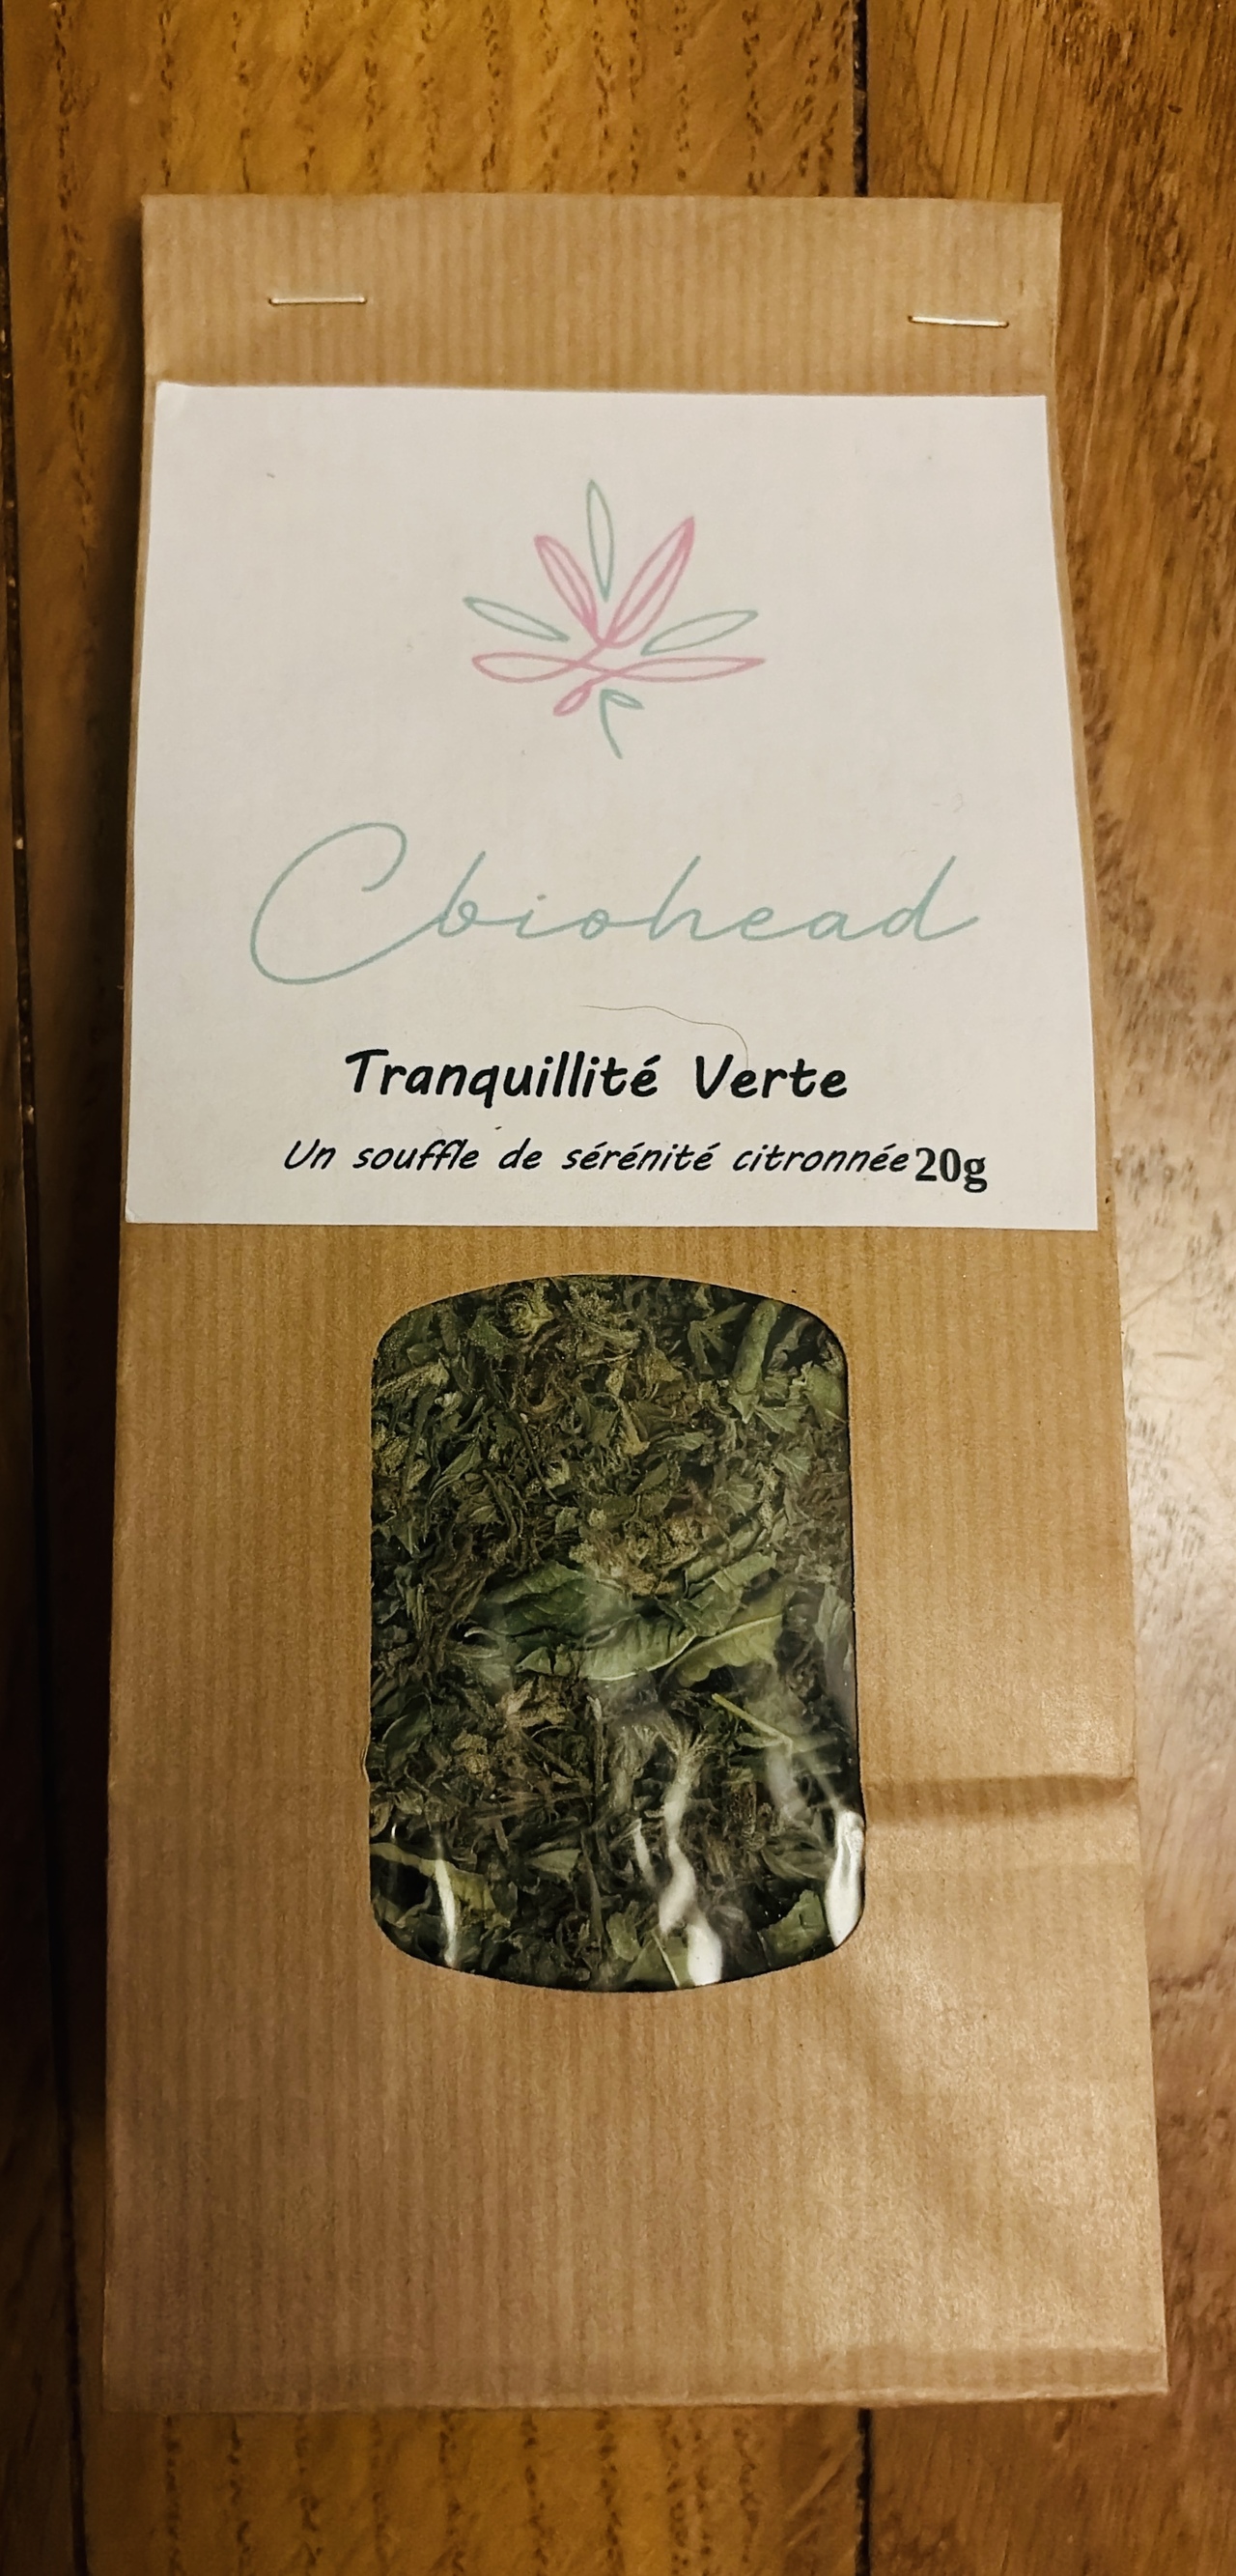 Cbiohead
Tranquillité Verte
Un souffle de sérénité citronnée 20g